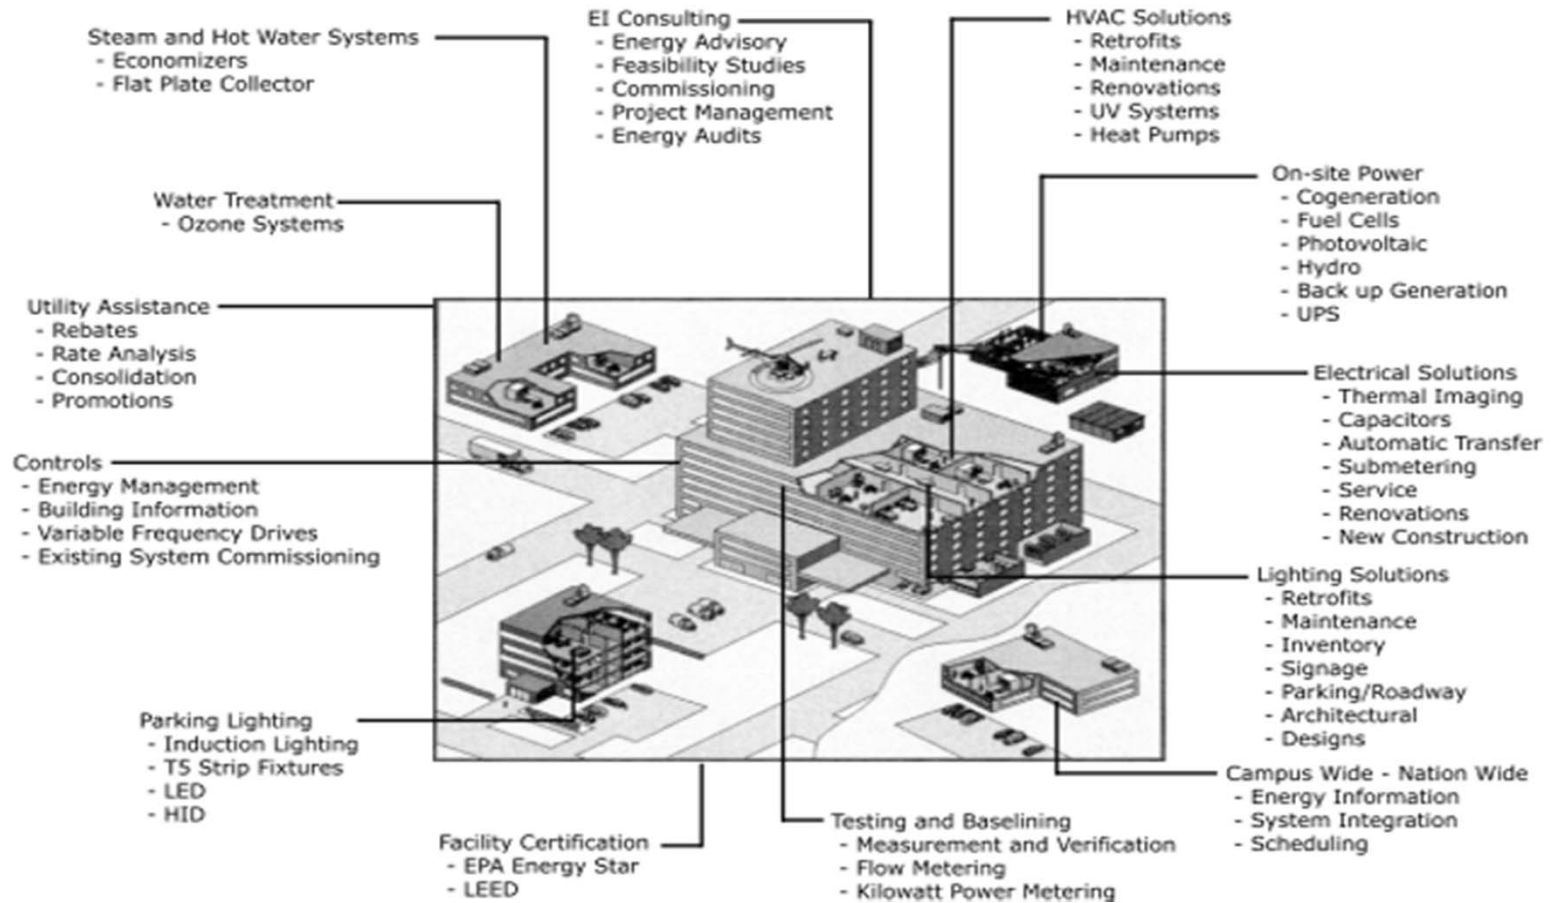 Steam and Hot Water Systems
- Economizers
- Flat Plate Collector
EI Consulting
- Energy Advisory
- Feasibility Studies
- Commissioning
- Project Management
- Energy Audits
HVAC Solutions
- Retrofits
- Maintenance
- Renovations
- UV Systems
- Heat Pumps
Water Treatment
- Ozone Systems
On-site Power
- Cogeneration
- Fuel Cells
- Photovoltaic
- Hydro
- Back up Generation
- UPS
Utility Assistance
- Rebates
- Rate Analysis
- Consolidation
- Promotions
Electrical Solutions
- Thermal Imaging
- Capacitors
- Automatic Transfer
- Submetering
- Service
- Renovations
- New Construction
Controls
- Energy Management
- Building Information
- Variable Frequency Drives
- Existing System Commissioning
Lighting Solutions
- Retrofits
- Maintenance
- Inventory
- Signage
- Parking/Roadway
- Architectural
- Designs
Parking Lighting
- Induction Lighting
- T5 Strip Fixtures
- LED
- HID
Campus Wide - Nation Wide
- Energy Information
- System Integration
- Scheduling
Facility Certification
- EPA Energy Star
- LEED
Testing and Baselining
- Measurement and Verification
- Flow Metering
- Kilowatt Power Metering